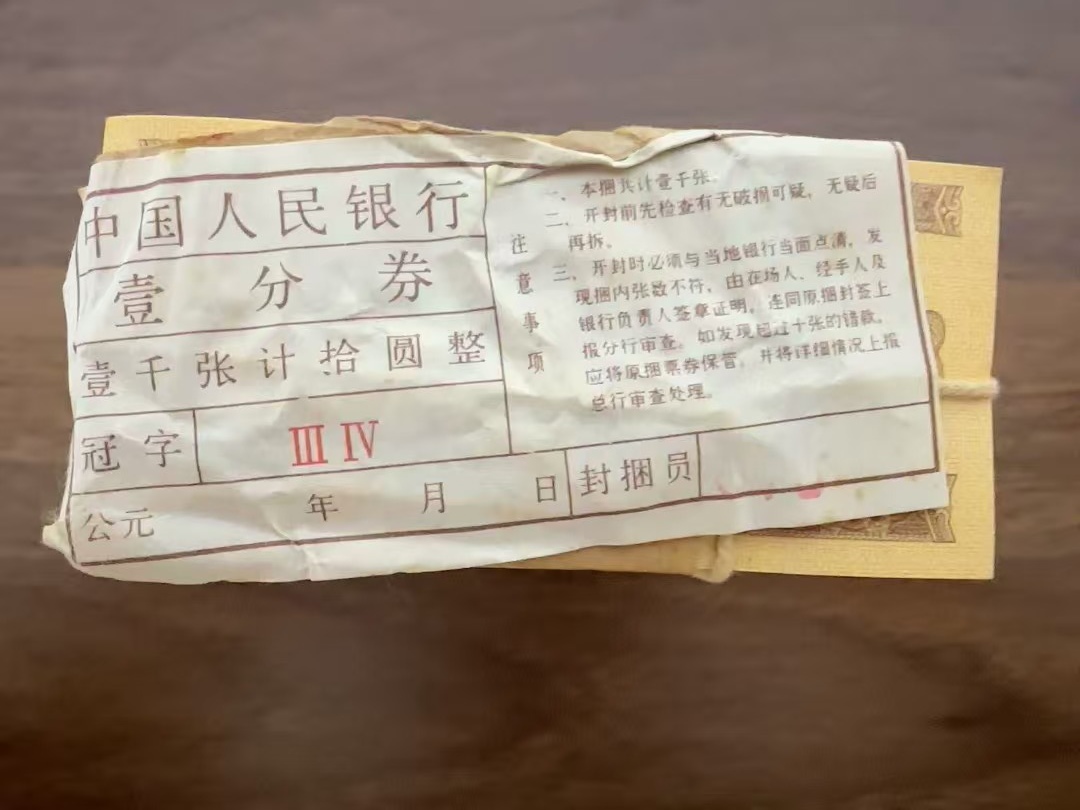 中国人民银行
壹分券
壹千张计拾圆整
冠字 ⅢⅣ
公元 年 月 日 封捆员
注意事项
一、本捆共计壹千张。
二、开封前先检查有无破损可疑，无疑后
再拆。
三、开封时必须与当地银行当面点清，发
现捆内张数不符，由在场人、经手人及
银行负责人签章证明，连同原捆封签上
报分行审查。如发现超过十张的错款，
应将原捆票券保管，并将详细情况上报
总行审查处理。